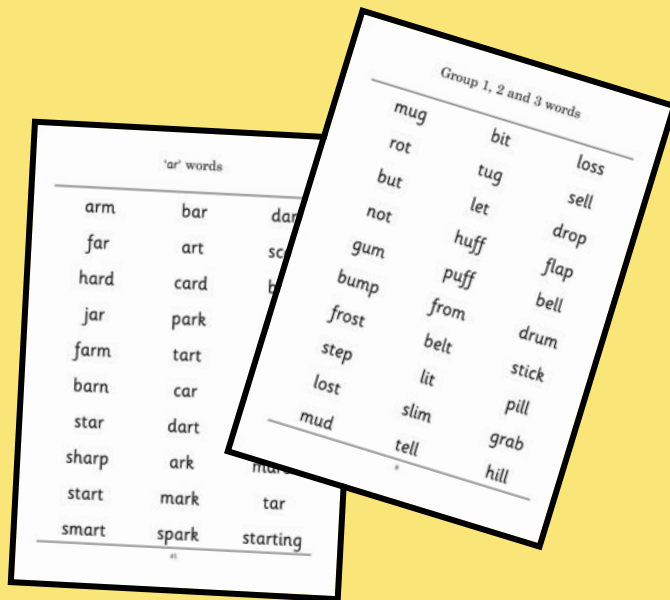 'ar' words
arm bar
far art
hard card
jar park
farm tart
barn car
star dart
sharp ark
start mark tar
smart spark starting
41
Group 1, 2 and 3 words
mug bit loss
rot tug sell
but let drop
not huff flap
gum puff bell
bump from drum
frost belt stick
step lit pill
lost slim grab
mud tell hill